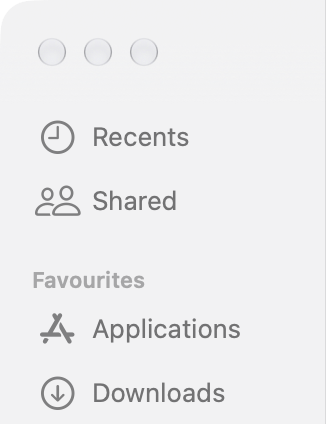 Recents
Shared
Favourites
Applications
Downloads